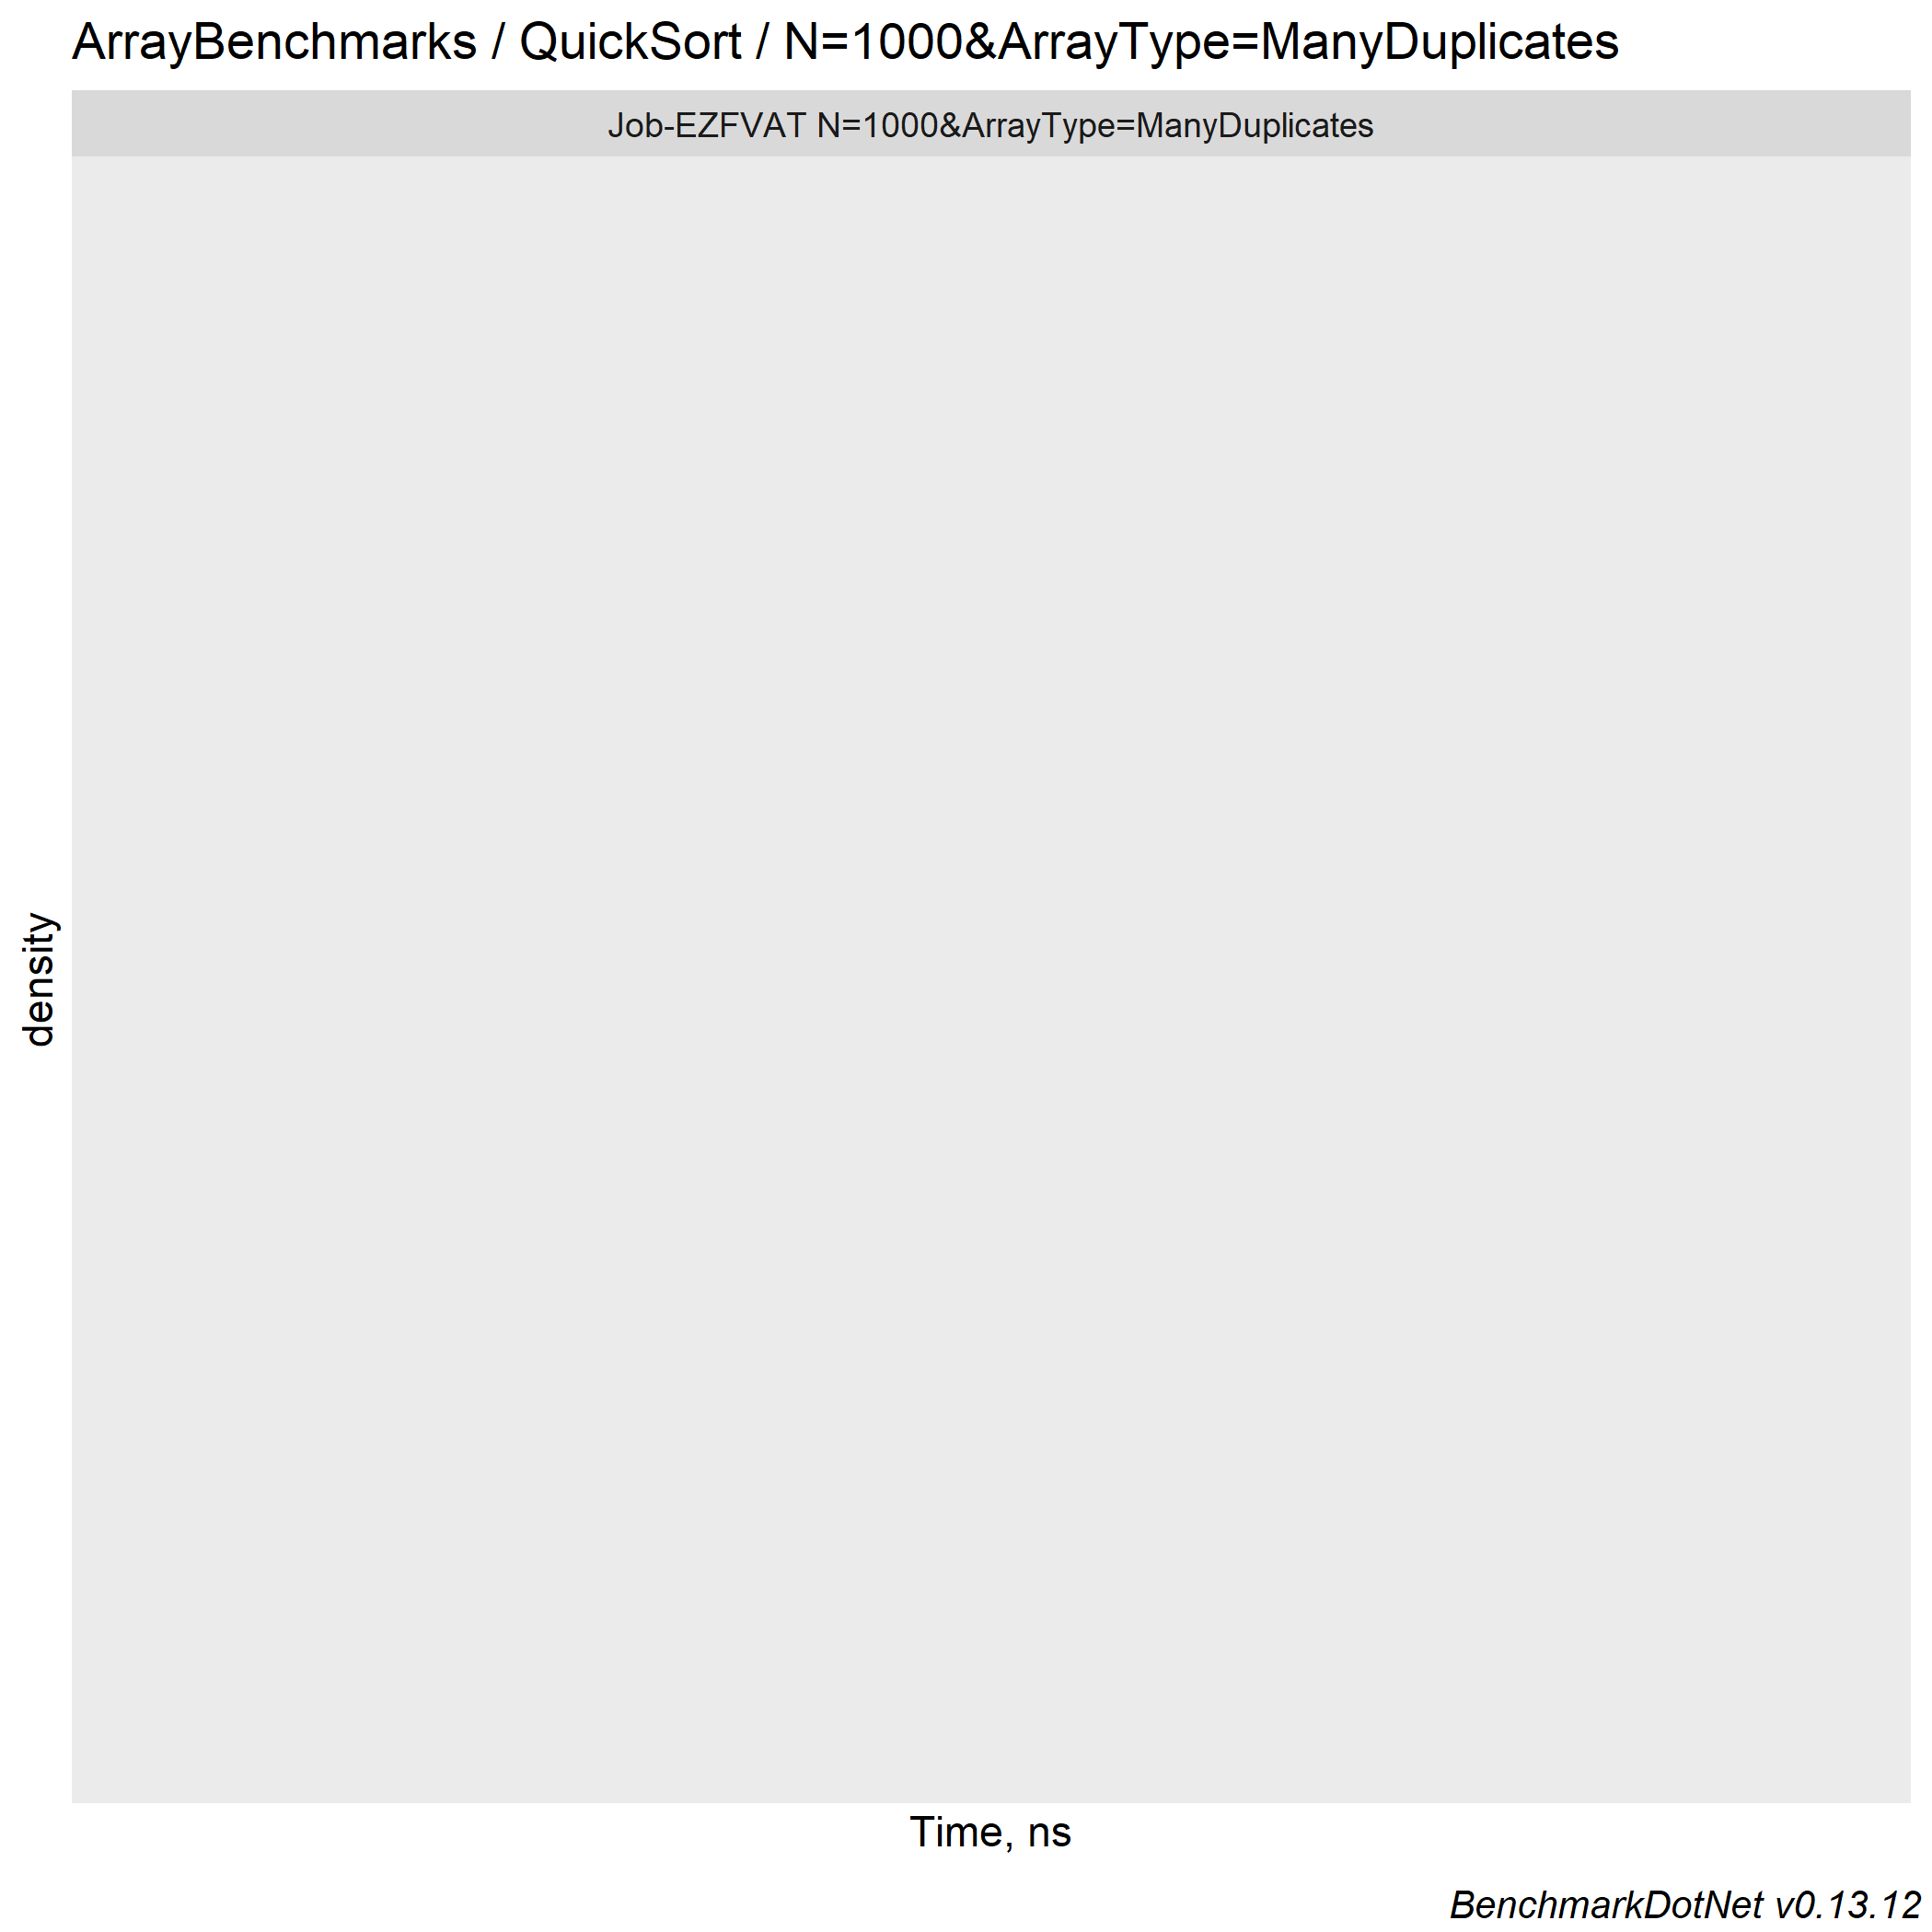 ArrayBenchmarks / QuickSort / N=1000&ArrayType=ManyDuplicates
Job-EZFVAT N=1000&ArrayType=ManyDuplicates
density
Time, ns
BenchmarkDotNet v0.13.12